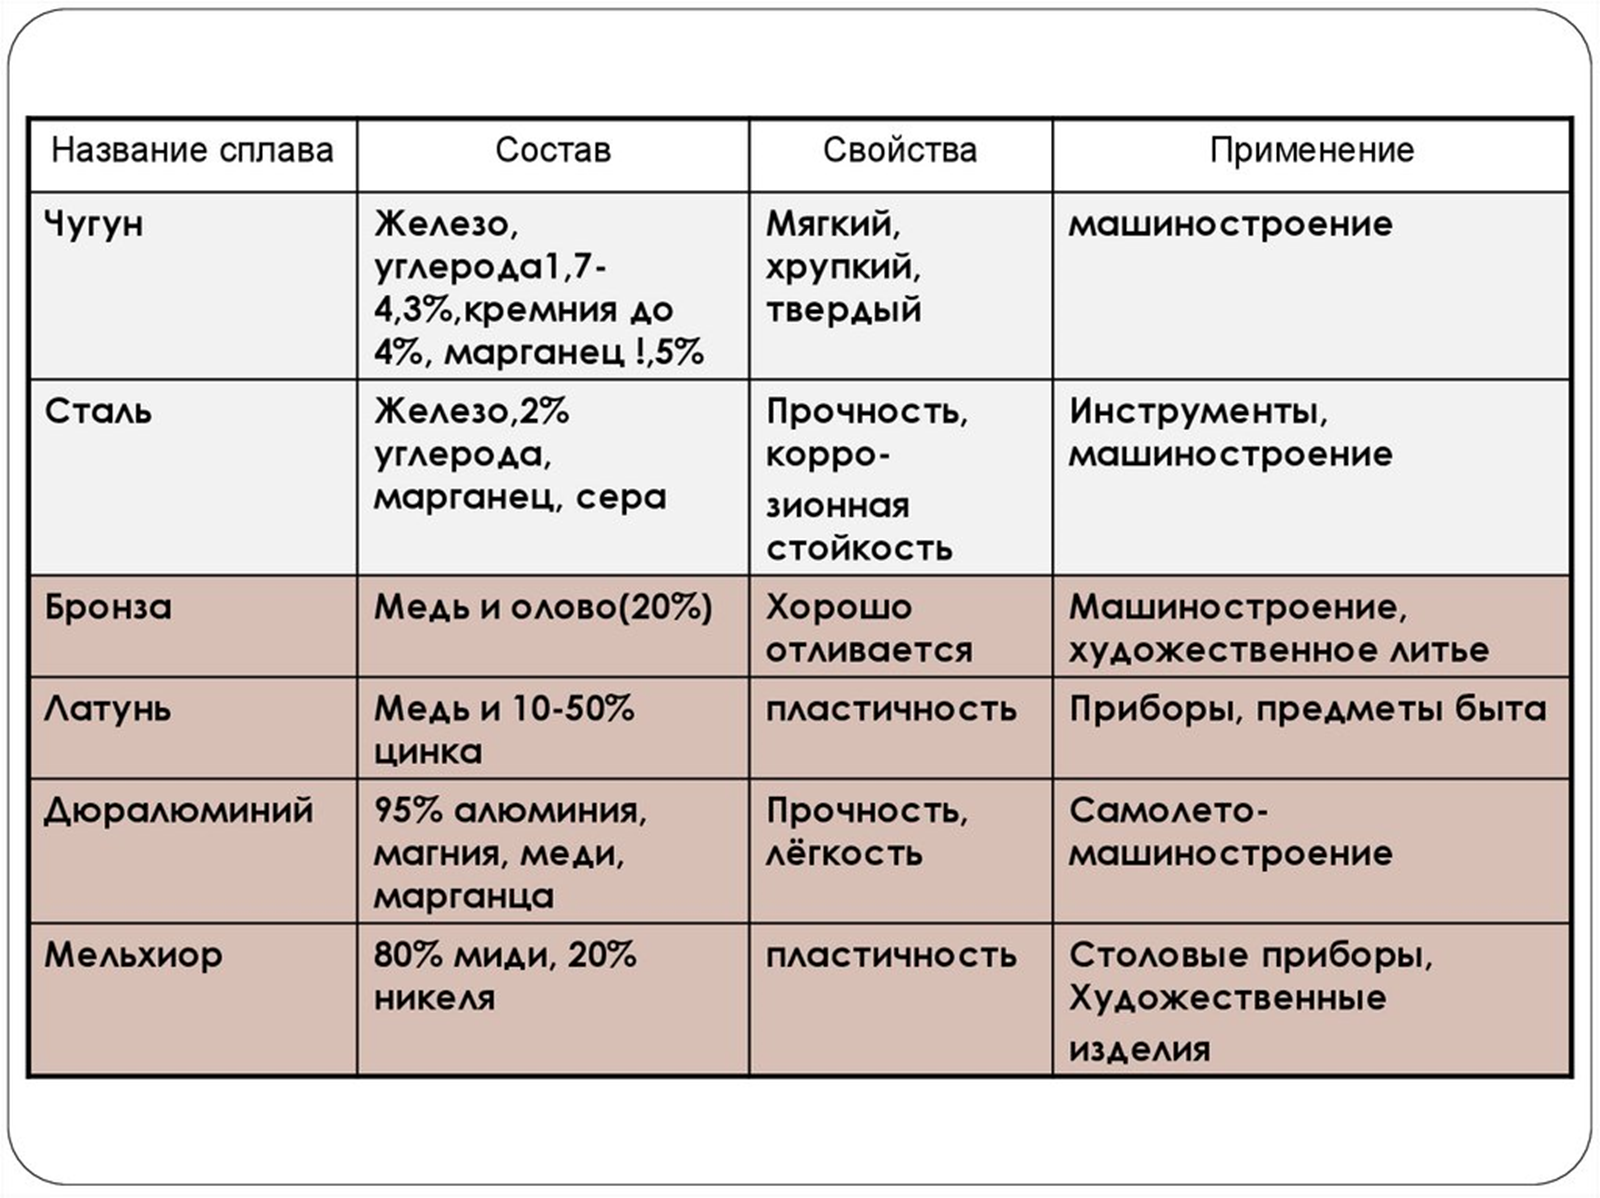 Название сплава
Состав
Свойства
Применение
Чугун
Железо,
углерода1,7-
4,3%,кремния до
4%, марганец !,5%
Мягкий,
хрупкий,
твердый
машиностроение
Сталь
Железо,2%
углерода,
марганец, сера
Прочность,
корро-
зионная
стойкость
Инструменты,
машиностроение
Бронза
Медь и олово(20%)
Хорошо
отливается
Машиностроение,
художественное литье
Латунь
Медь и 10-50%
цинка
пластичность
Приборы, предметы быта
Дюралюминий
95% алюминия,
магния, меди,
марганца
Прочность,
лёгкость
Самолето-
машиностроение
Мельхиор
80% миди, 20%
никеля
пластичность
Столовые приборы,
Художественные
изделия